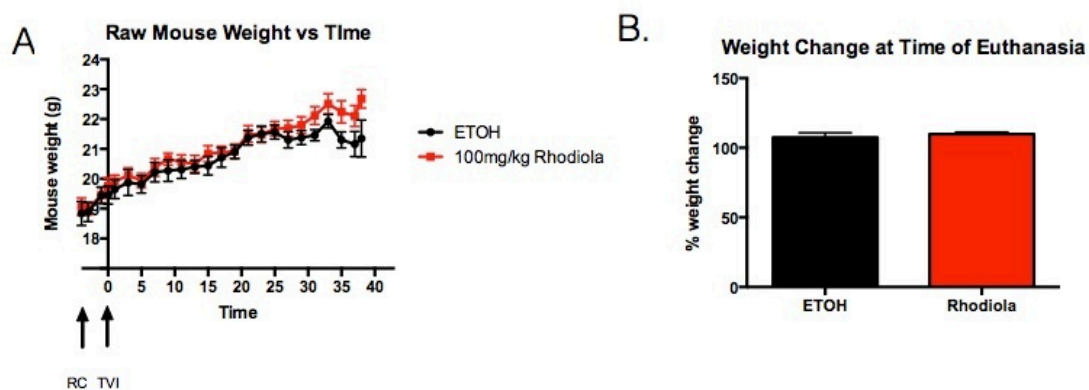 A
Raw Mouse Weight vs TIme
Mouse weight (g)
24
23
22
21
20
19
18
0 5 10 15 20 25 30 35 40
Time
RC TVI
ETOH
100mg/kg Rhodiola
B.
Weight Change at Time of Euthanasia
% weight change
150
100
50
0
ETOH Rhodiola